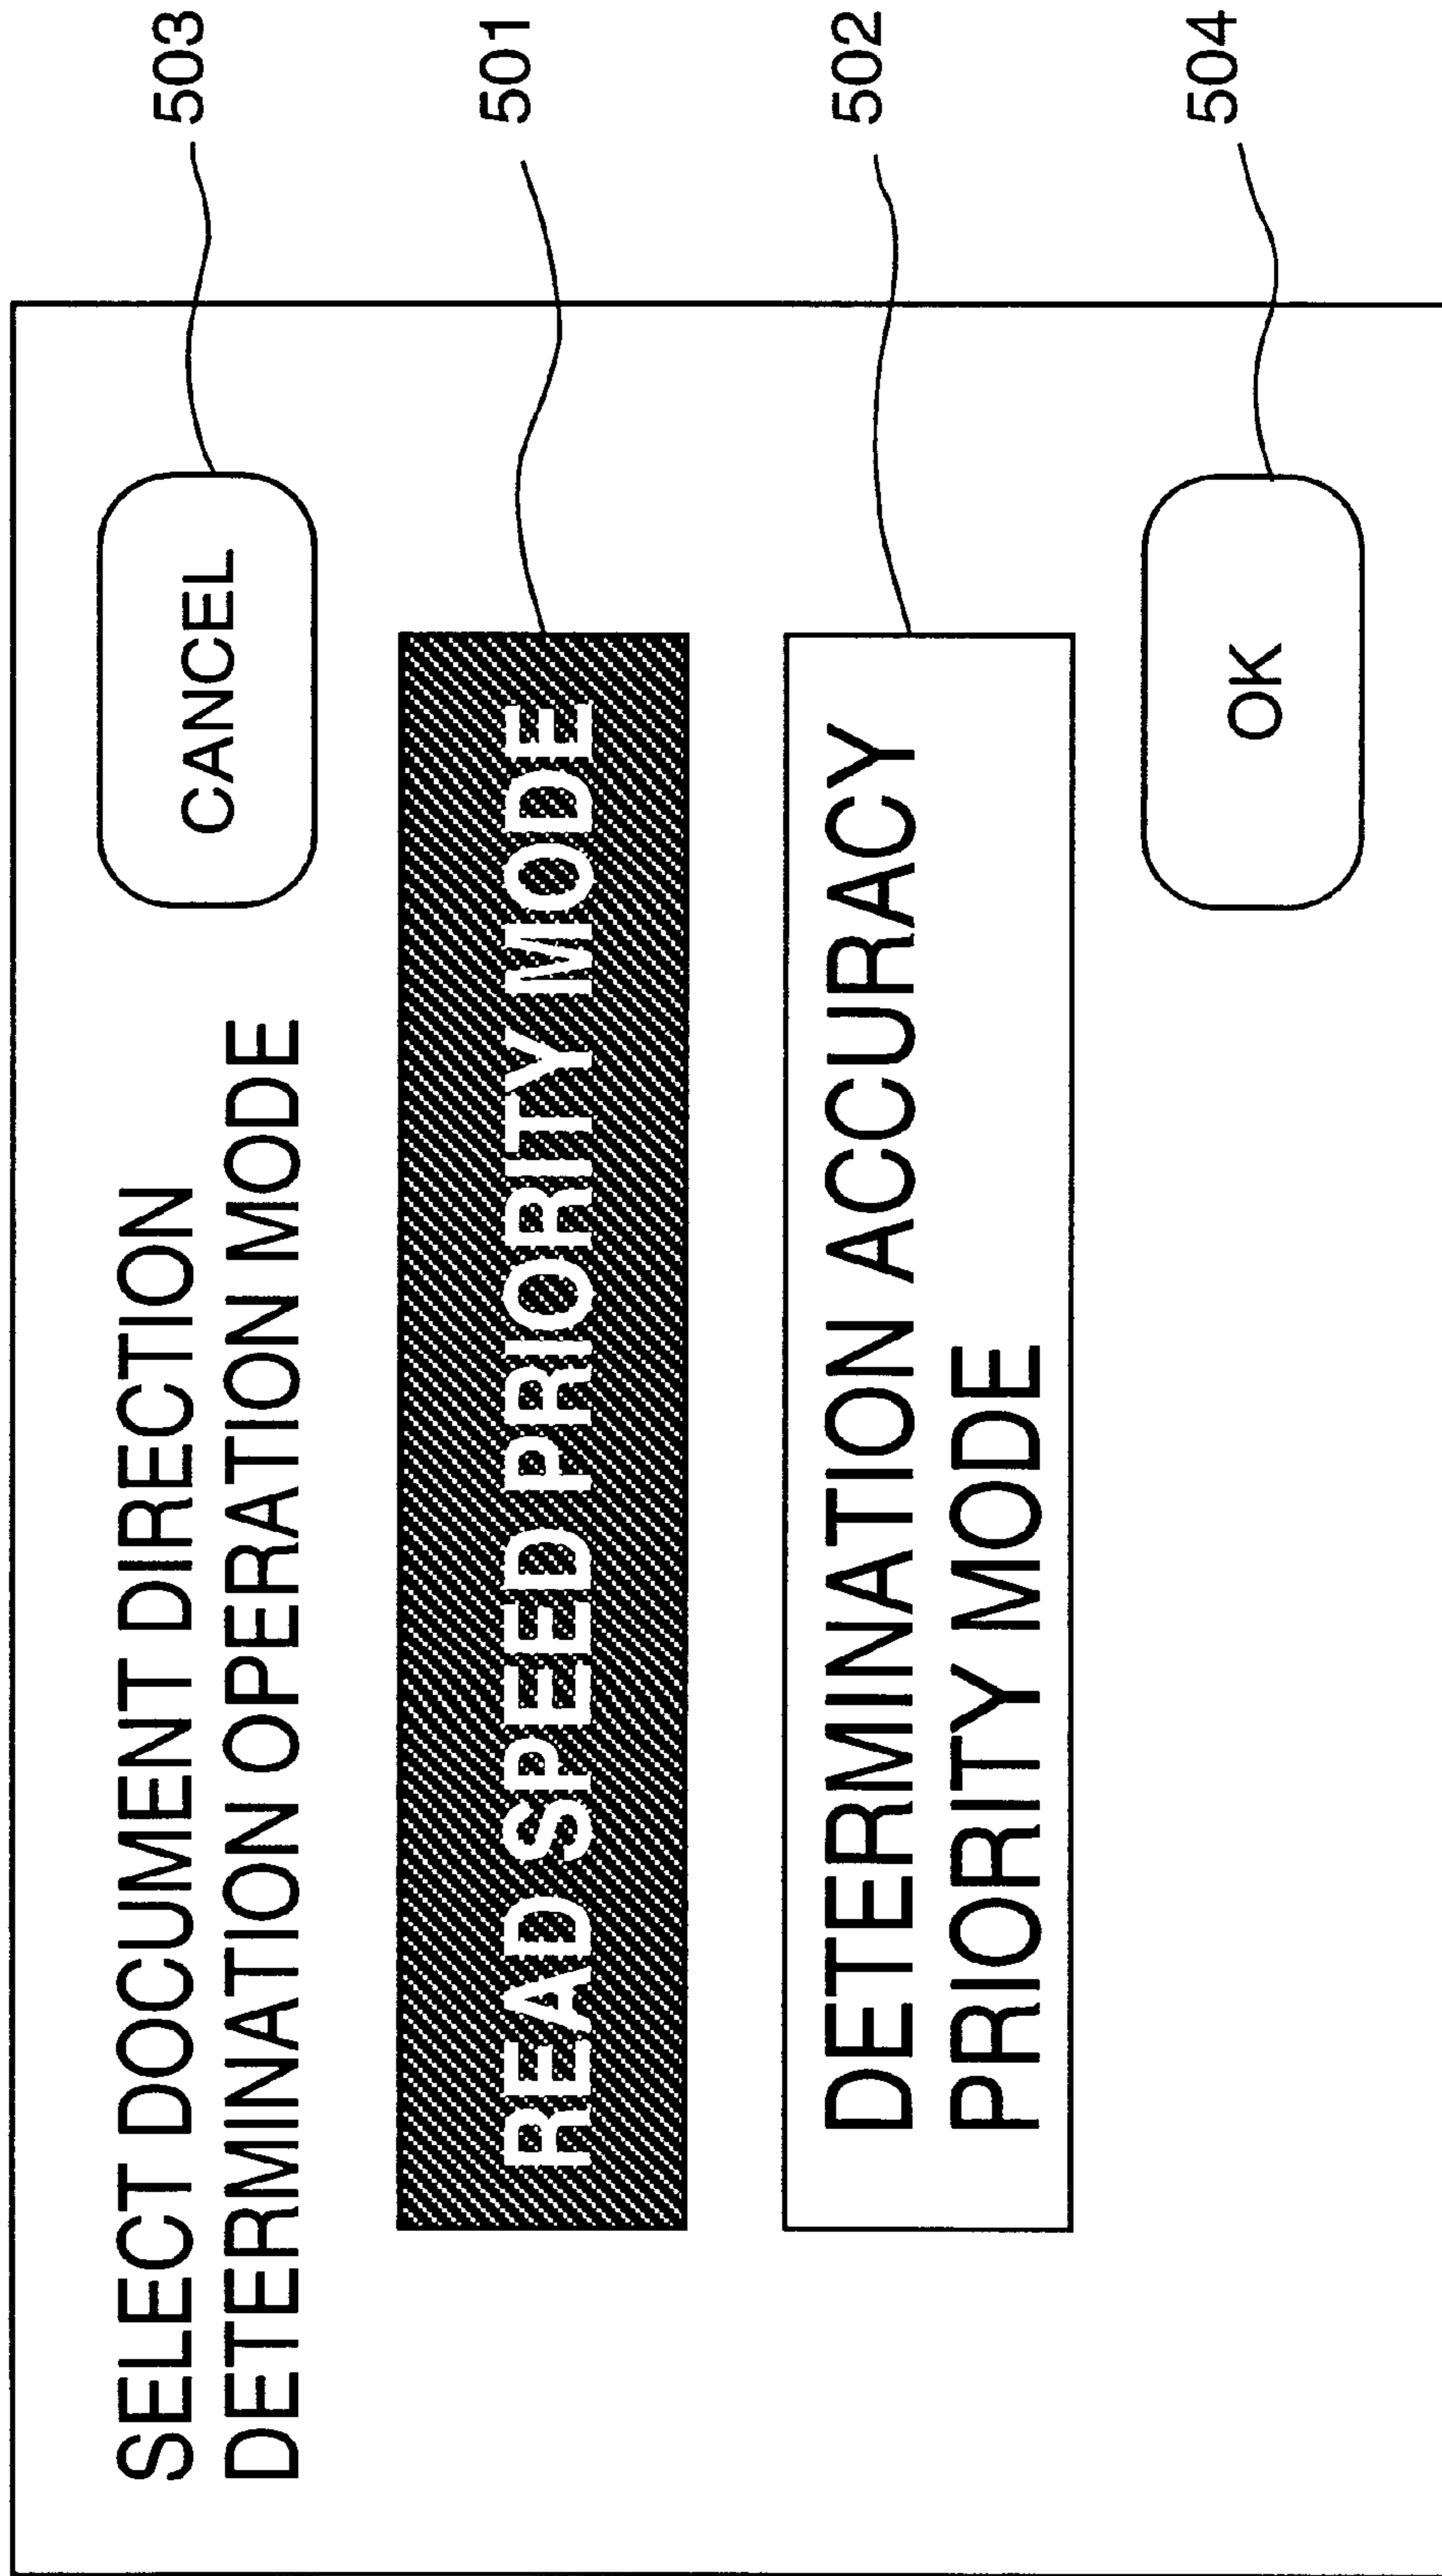 SELECT DOCUMENT DIRECTION
DETERMINATION OPERATION MODE
CANCEL
503
READ SPEED PRIORITY MODE
501
DETERMINATION ACCURACY
PRIORITY MODE
502
OK
504